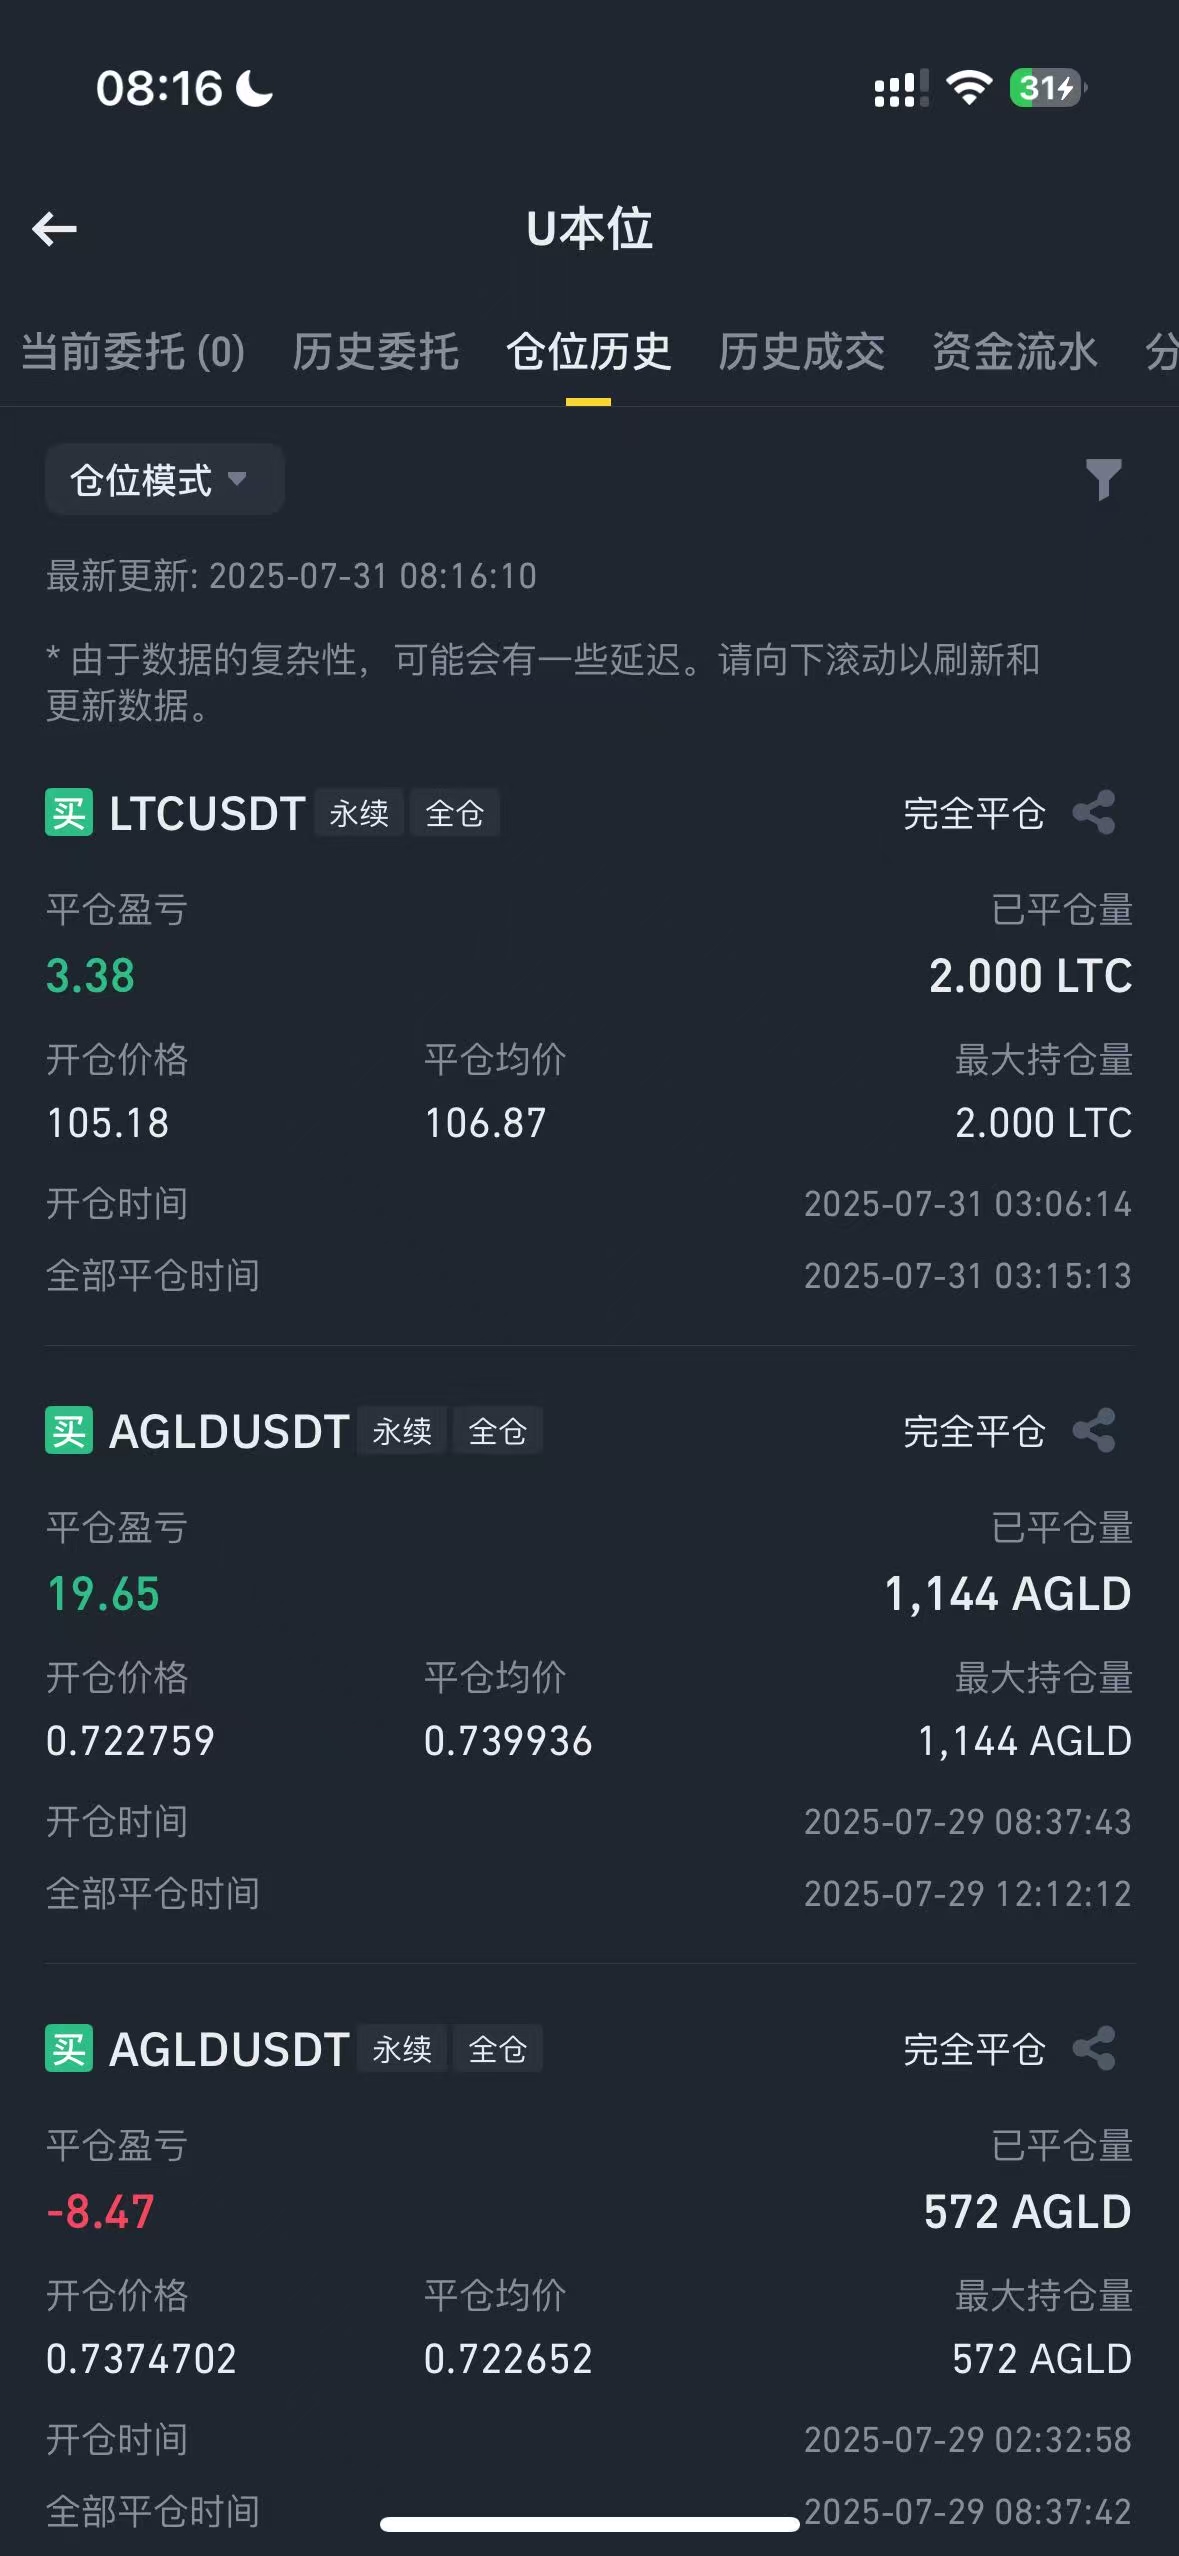 08:16
31
U本位
当前委托 (0) 历史委托 仓位历史 历史成交 资金流水 分
仓位模式
最新更新: 2025-07-31 08:16:10
* 由于数据的复杂性，可能会有一些延迟。请向下滚动以刷新和
更新数据。
买 LTCUSDT 永续 全仓 完全平仓
平仓盈亏 已平仓量
3.38 2.000 LTC
开仓价格 平仓均价 最大持仓量
105.18 106.87 2.000 LTC
开仓时间 2025-07-31 03:06:14
全部平仓时间 2025-07-31 03:15:13
买 AGLDUSDT 永续 全仓 完全平仓
平仓盈亏 已平仓量
19.65 1,144 AGLD
开仓价格 平仓均价 最大持仓量
0.722759 0.739936 1,144 AGLD
开仓时间 2025-07-29 08:37:43
全部平仓时间 2025-07-29 12:12:12
买 AGLDUSDT 永续 全仓 完全平仓
平仓盈亏 已平仓量
-8.47 572 AGLD
开仓价格 平仓均价 最大持仓量
0.7374702 0.722652 572 AGLD
开仓时间 2025-07-29 02:32:58
全部平仓时间 2025-07-29 08:37:42